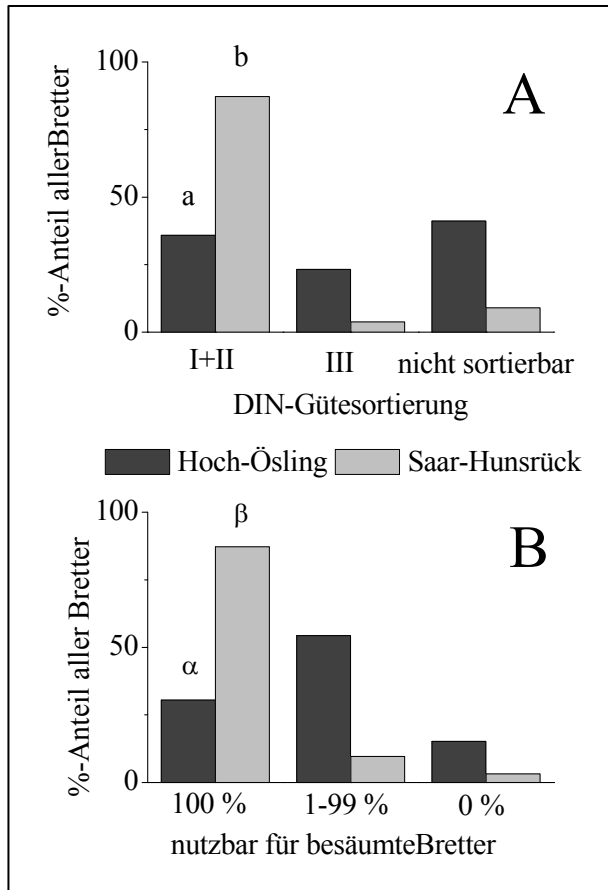 100
b
A
%-Anteil allerBretter
50
a
0
I+II III nicht sortierbar
DIN-Gütesortierung
Hoch-Ösling Saar-Hunsrück
100
β
B
%-Anteil aller Bretter
50
α
0
100 % 1-99 % 0 %
nutzbar für besäumteBretter